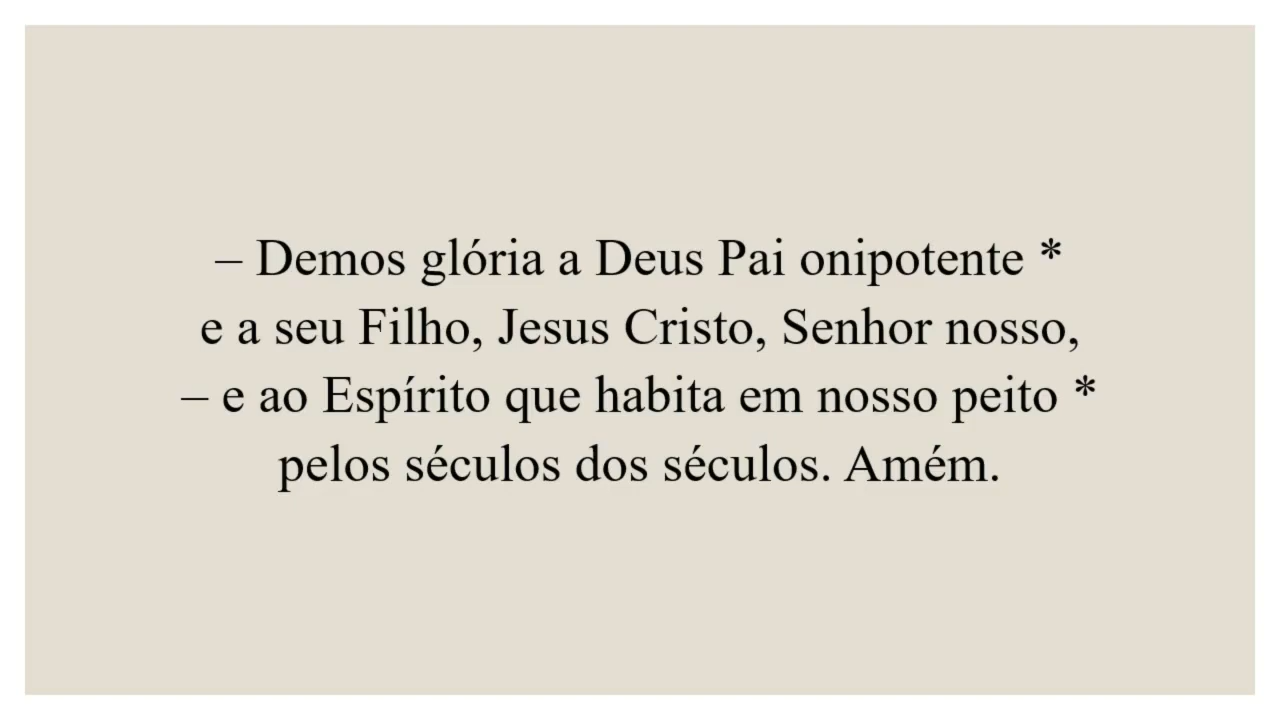 – Demos glória a Deus Pai onipotente *
e a seu Filho, Jesus Cristo, Senhor nosso,
– e ao Espírito que habita em nosso peito *
pelos séculos dos séculos. Amém.